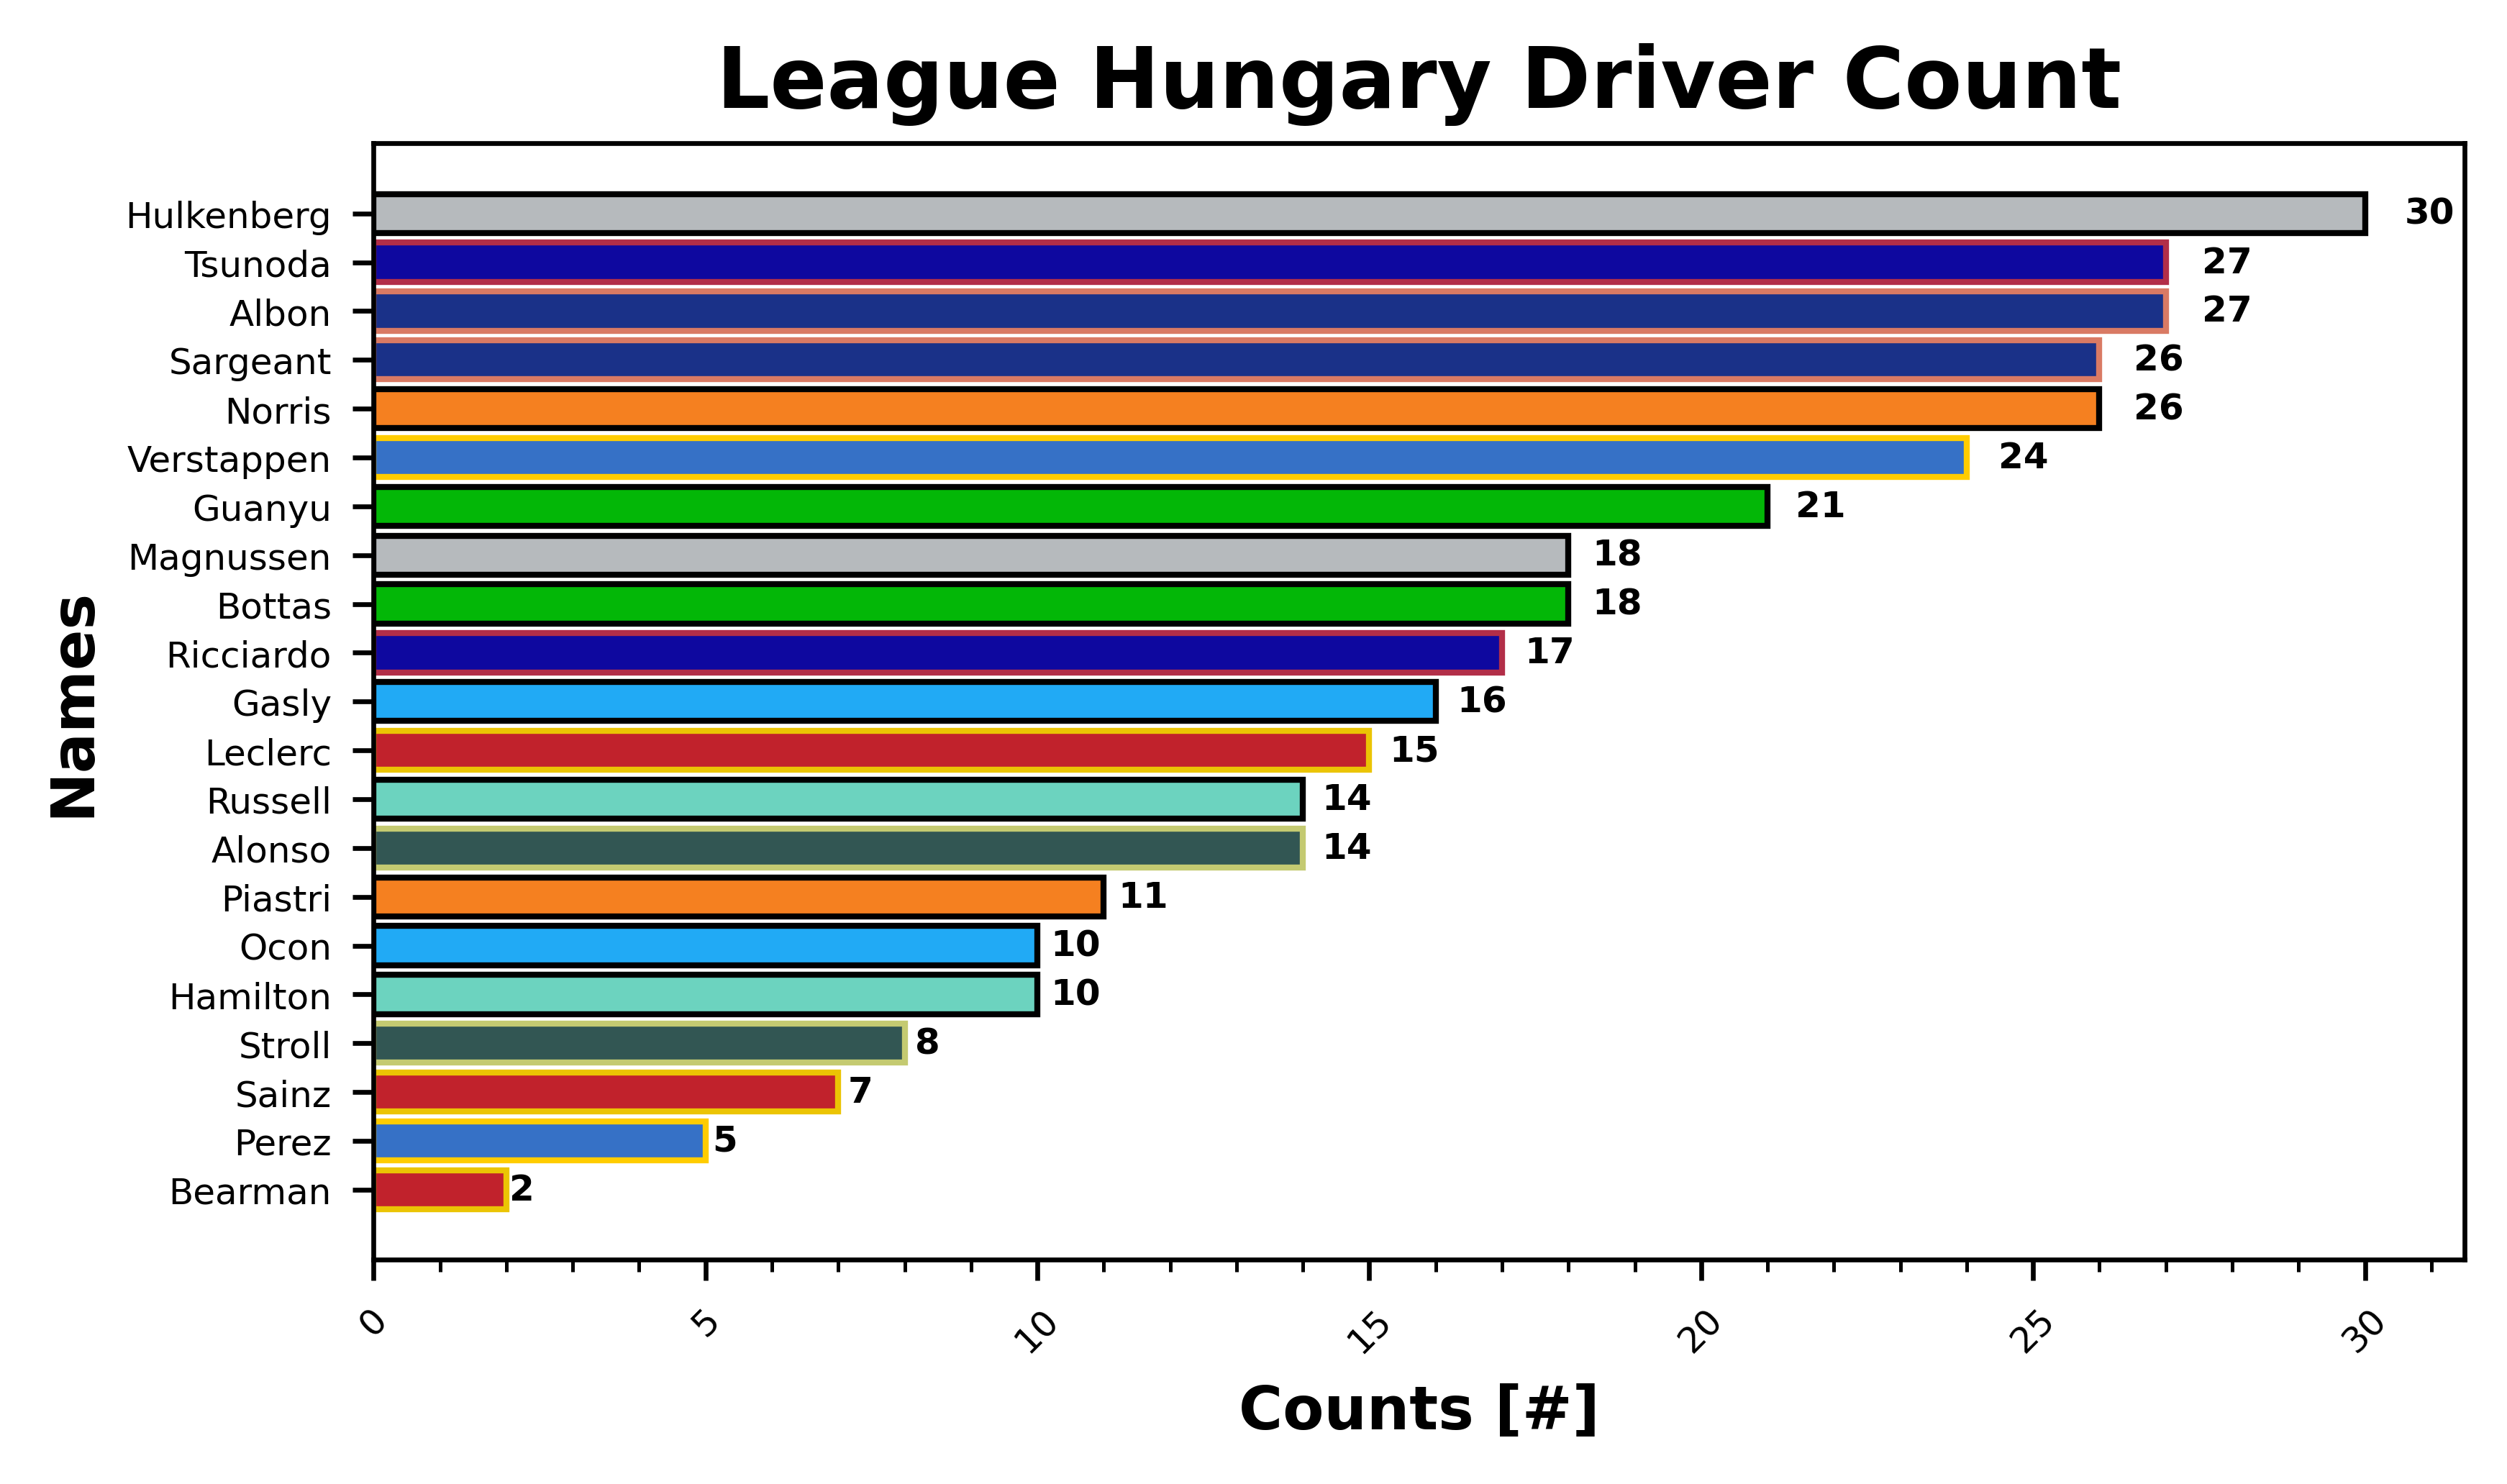 League Hungary Driver Count
Names
Hulkenberg 30
Tsunoda 27
Albon 27
Sargeant 26
Norris 26
Verstappen 24
Guanyu 21
Magnussen 18
Bottas 18
Ricciardo 17
Gasly 16
Leclerc 15
Russell 14
Alonso 14
Piastri 11
Ocon 10
Hamilton 10
Stroll 8
Sainz 7
Perez 5
Bearman 2
0 5 10 15 20 25 30
Counts [#]